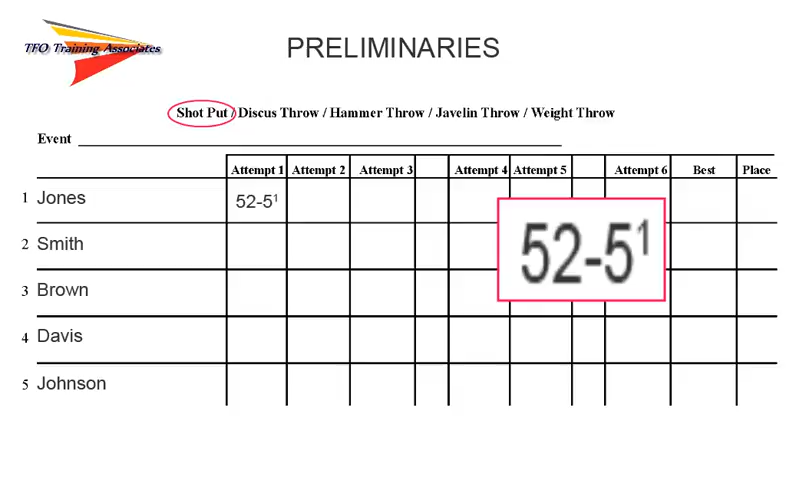 TFO Training Associates
PRELIMINARIES
Shot Put / Discus Throw / Hammer Throw / Javelin Throw / Weight Throw
Event
Attempt 1 Attempt 2 Attempt 3 Attempt 4 Attempt 5 Attempt 6 Best Place
1 Jones 52-5¹
2 Smith
52-5¹
3 Brown
4 Davis
5 Johnson